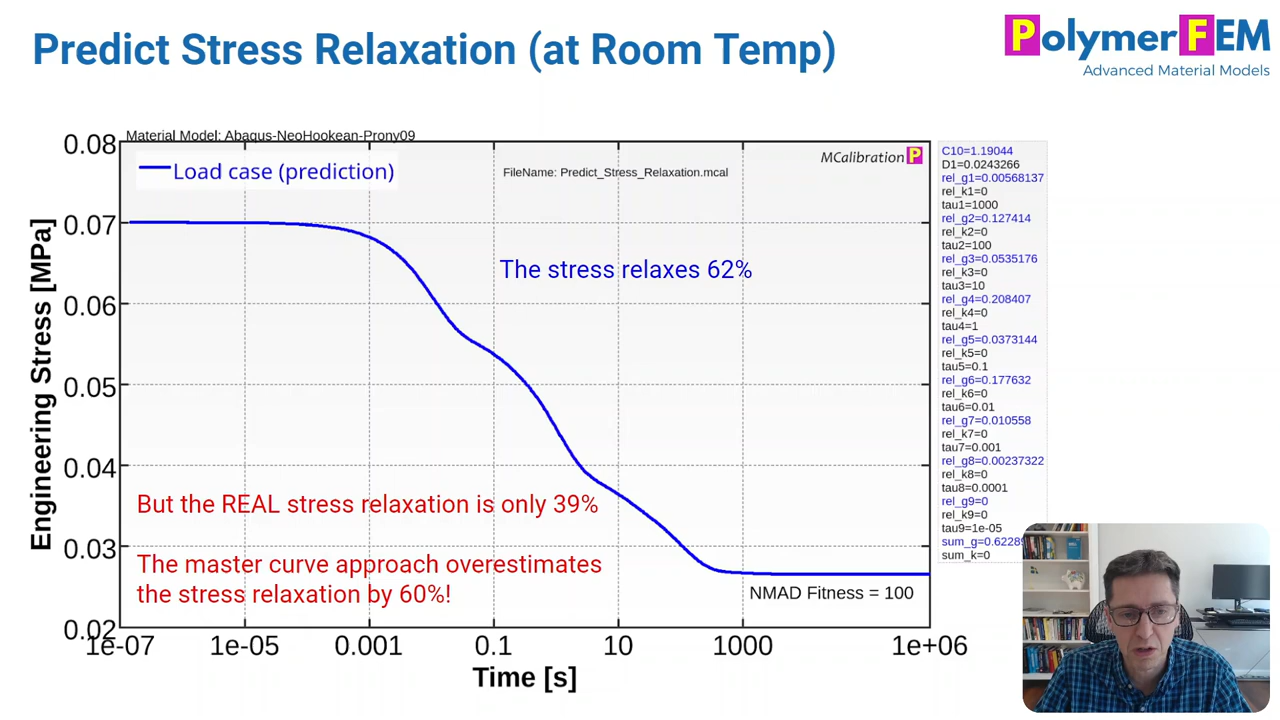 Predict Stress Relaxation (at Room Temp)
PolymerFEM
Advanced Material Models
Material Model: Abaqus-NeoHookean-Prony09
Load case (prediction)
FileName: Predict_Stress_Relaxation.mcal
MCalibration P
The stress relaxes 62%
But the REAL stress relaxation is only 39%
The master curve approach overestimates
the stress relaxation by 60%!
NMAD Fitness = 100
Engineering Stress [MPa]
0.08
0.07
0.06
0.05
0.04
0.03
0.02
1e-07
1e-05
0.001
0.1
10
1000
1e+06
Time [s]
C10=1.19044
D1=0.0243266
rel_g1=0.00568137
rel_k1=0
tau1=1000
rel_g2=0.127414
rel_k2=0
tau2=100
rel_g3=0.0535176
rel_k3=0
tau3=10
rel_g4=0.208407
rel_k4=0
tau4=1
rel_g5=0.0373144
rel_k5=0
tau5=0.1
rel_g6=0.177632
rel_k6=0
tau6=0.01
rel_g7=0.010558
rel_k7=0
tau7=0.001
rel_g8=0.00237322
rel_k8=0
tau8=0.0001
rel_g9=0
rel_k9=0
tau9=1e-05
sum_g=0.6228
sum_k=0